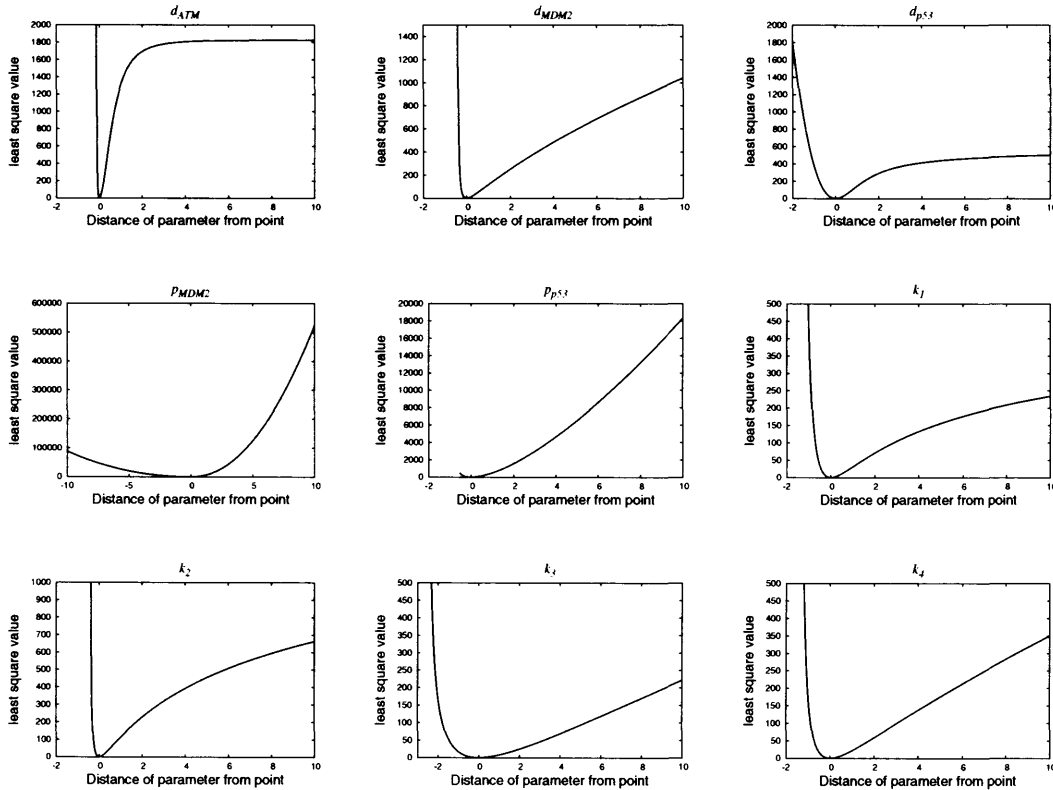 d_ATM
2000
1800
1600
1400
1200
1000
800
600
400
200
0
-2 0 2 4 6 8 10
least square value
Distance of parameter from point
d_MDM2
1400
1200
1000
800
600
400
200
0
-2 0 2 4 6 8 10
least square value
Distance of parameter from point
d_p53
2000
1800
1600
1400
1200
1000
800
600
400
200
0
-2 0 2 4 6 8 10
least square value
Distance of parameter from point
p_MDM2
600000
500000
400000
300000
200000
100000
0
-10 -5 0 5 10
least square value
Distance of parameter from point
p_p53
20000
18000
16000
14000
12000
10000
8000
6000
4000
2000
0
-2 0 2 4 6 8 10
least square value
Distance of parameter from point
k_1
500
450
400
350
300
250
200
150
100
50
0
-2 0 2 4 6 8 10
least square value
Distance of parameter from point
k_2
1000
900
800
700
600
500
400
300
200
100
0
-2 0 2 4 6 8 10
least square value
Distance of parameter from point
k_3
500
450
400
350
300
250
200
150
100
50
0
-2 0 2 4 6 8 10
least square value
Distance of parameter from point
k_4
500
450
400
350
300
250
200
150
100
50
0
-2 0 2 4 6 8 10
least square value
Distance of parameter from point